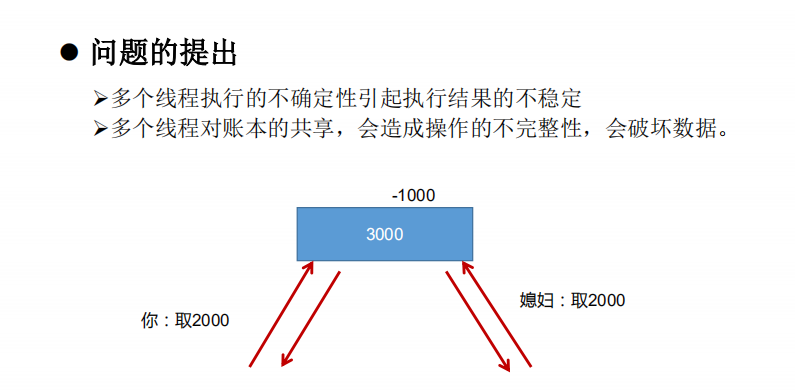 ● 问题的提出
➢多个线程执行的不确定性引起执行结果的不稳定
➢多个线程对账本的共享，会造成操作的不完整性，会破坏数据。
-1000
3000
媳妇：取2000
你：取2000